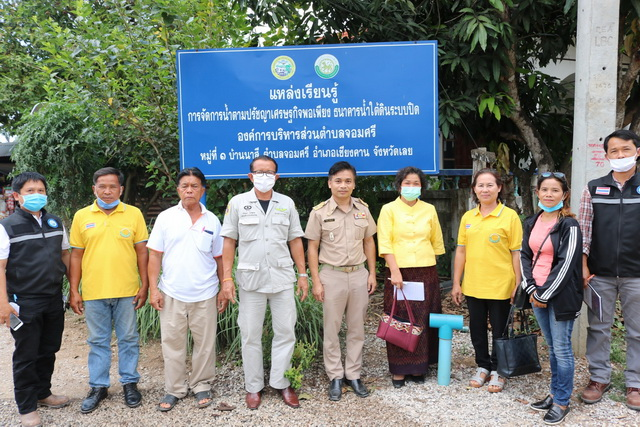 แหล่งเรียนรู้
การจัดการน้ำตามปรัชญาเศรษฐกิจพอเพียง ธนาคารน้ำใต้ดินระบบปิด
องค์การบริหารส่วนตำบลจอมศรี
หมู่ที่ ๑ บ้านนาสี ตำบลจอมศรี อำเภอเชียงคาน จังหวัดเลย